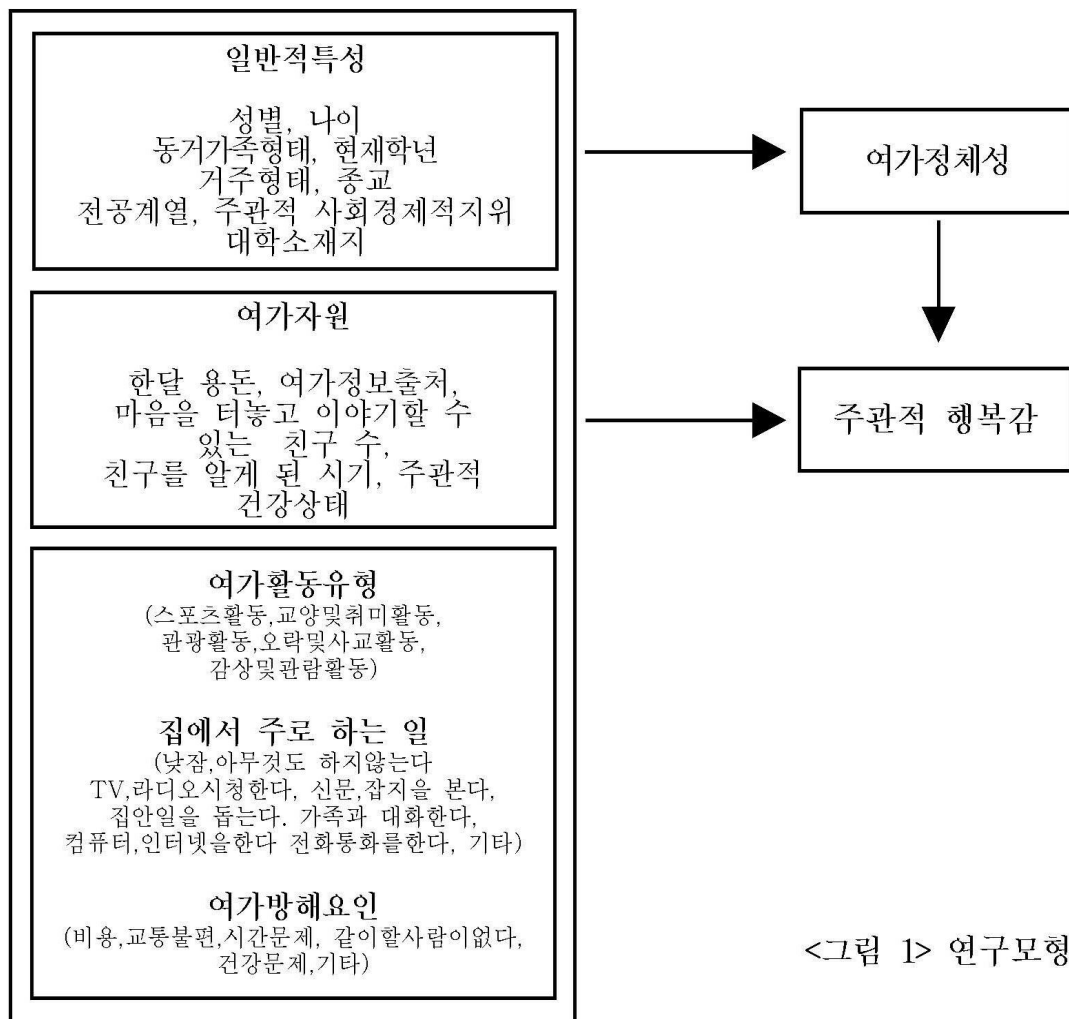 일반적특성
성별, 나이
동거가족형태, 현재학년
거주형태, 종교
전공계열, 주관적 사회경제적지위
대학소재지
여가자원
한달 용돈, 여가정보출처,
마음을 터놓고 이야기할 수
있는 친구 수,
친구를 알게 된 시기, 주관적
건강상태
여가활동유형
(스포츠활동,교양및취미활동,
관광활동,오락및사교활동,
감상및관람활동)
집에서 주로 하는 일
(낮잠,아무것도 하지않는다
TV,라디오시청한다, 신문,잡지을 본다,
집안일을 돕는다. 가족과 대화한다,
컴퓨터,인터넷을한다 전화통화를한다, 기타)
여가방해요인
(비용,교통불편,시간문제, 같이할사람이없다,
건강문제,기타)
여가정체성
주관적 행복감
<그림 1> 연구모형